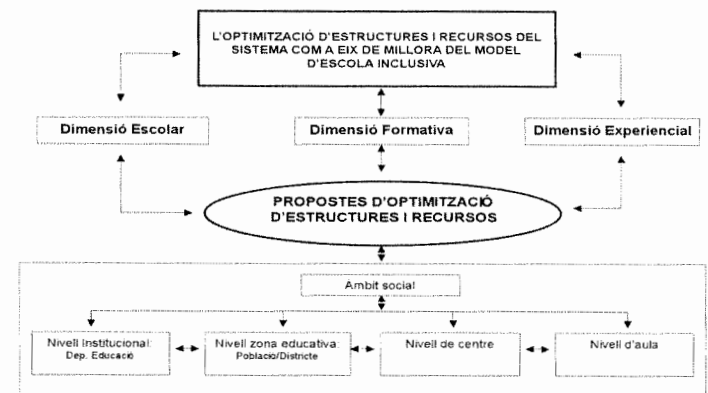 L'OPTIMITZACIÓ D'ESTRUCTURES I RECURSOS DEL
SISTEMA COM A EIX DE MILLORA DEL MODEL
D'ESCOLA INCLUSIVA
Dimensió Escolar
Dimensió Formativa
Dimensió Experiencial
PROPOSTES D'OPTIMITZACIÓ
D'ESTRUCTURES I RECURSOS
Àmbit social
Nivell Institucional:
Dep. Educació
Nivell zona educativa:
Població/Districte
Nivell de centre
Nivell d'aula